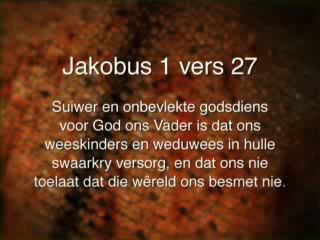 Jakobus 1 vers 27
Suiwer en onbevlekte godsdiens
voor God ons Vader is dat ons
weeskinders en weduwees in hulle
swaarkry versorg, en dat ons nie
toelaat dat die wêreld ons besmet nie.